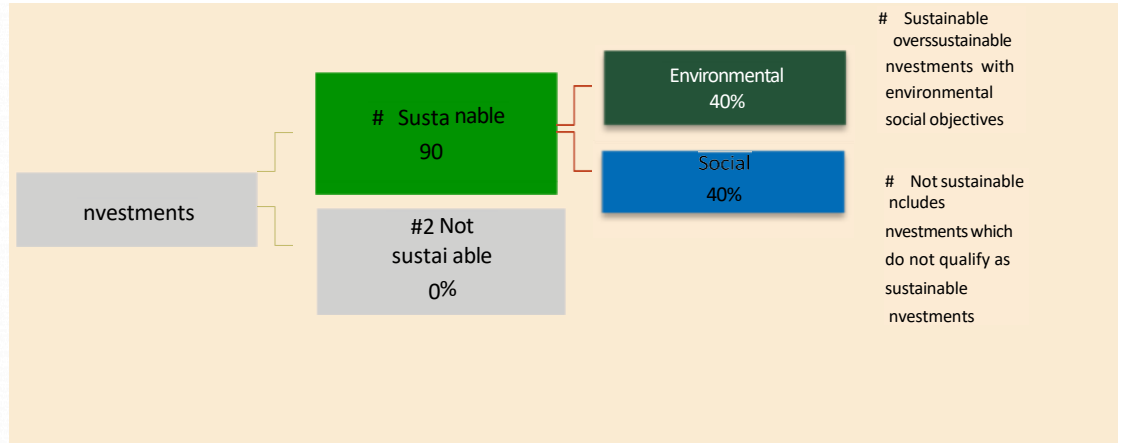 nvestments
# Susta nable
90
#2 Not
sustai able
0%
Environmental
40%
Social
40%
# Sustainable
overssustainable
nvestments with
environmental
social objectives
# Not sustainable
ncludes
nvestments which
do not qualify as
sustainable
nvestments